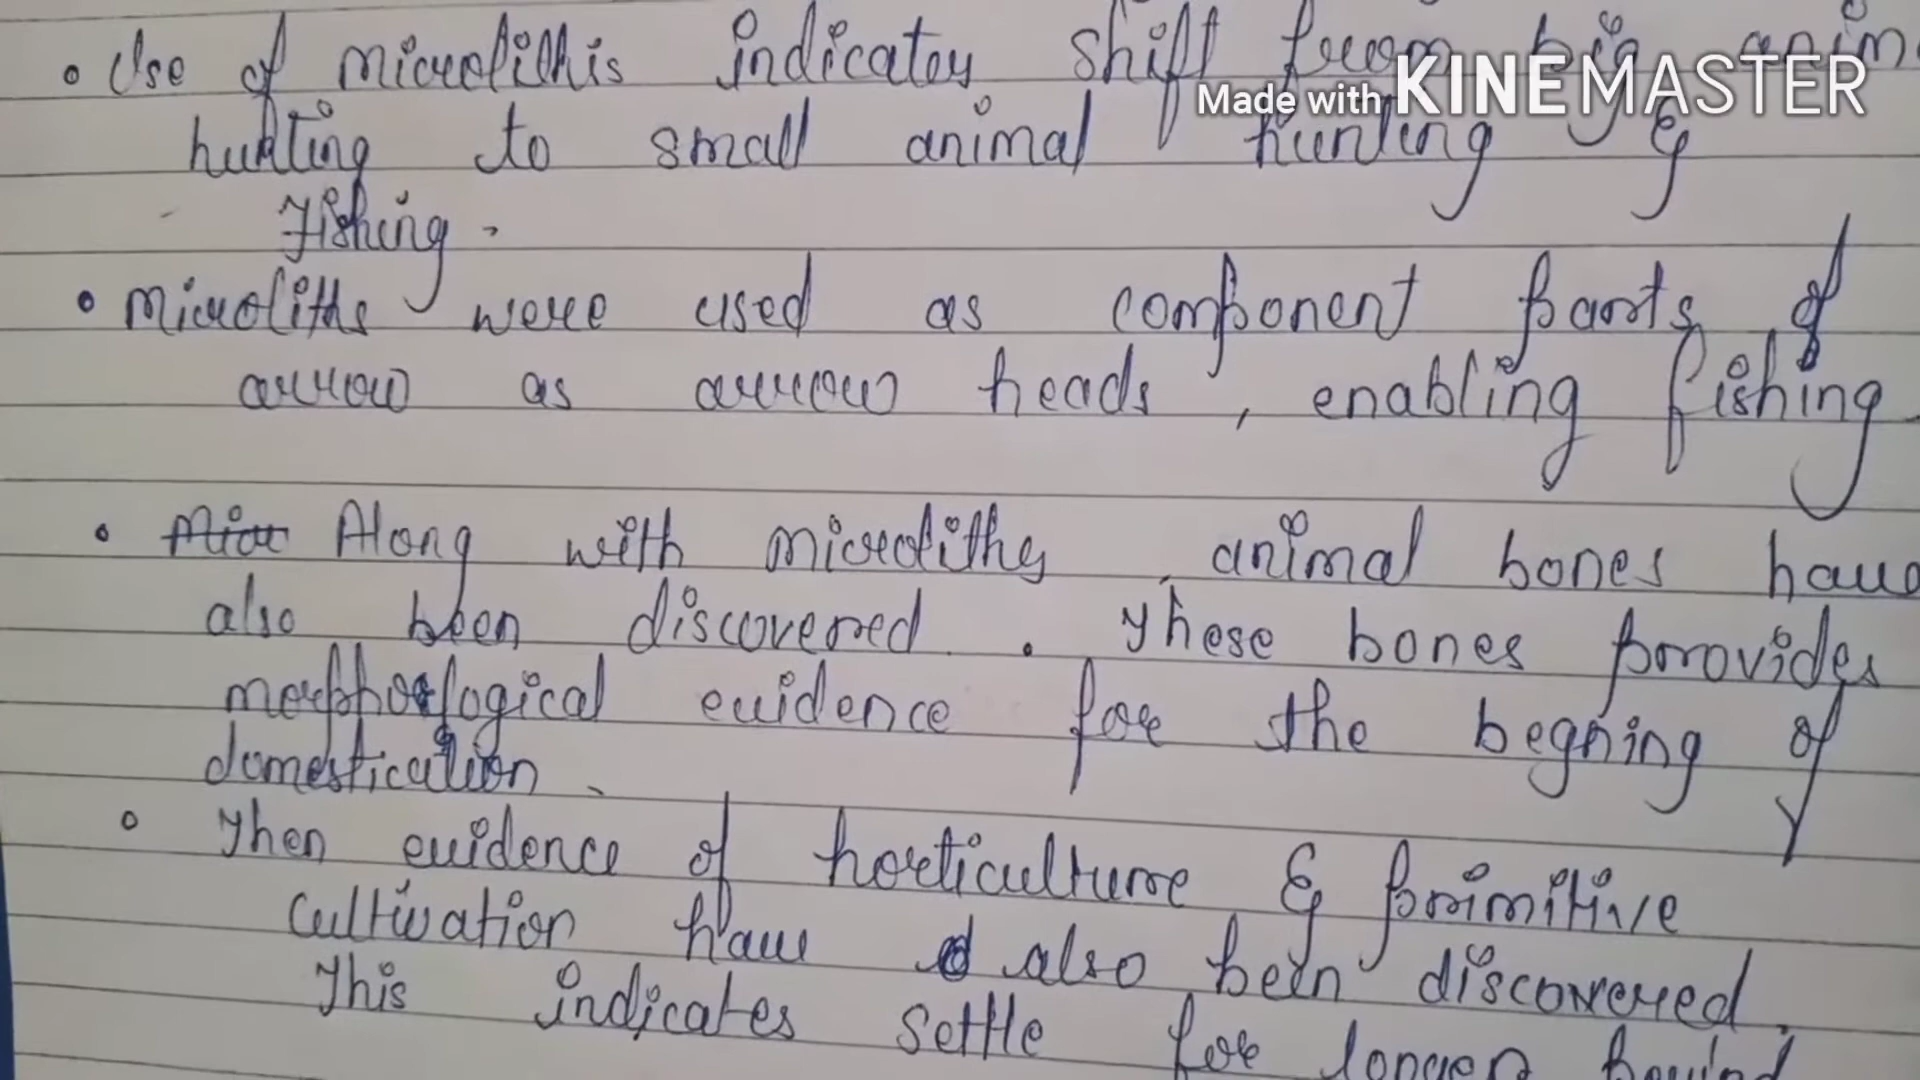 • Use of microliths indicates shift from big anim
Made with KINEMASTER
hunting to small animal hunting &
Fishing.
• Microliths were used as component parts of
arrow as arrow heads, enabling fishing
• Along with microliths, animal bones have
also been discovered. These bones provides
morphological evidence for the begning of
domestication.
• Then evidence of horticulture & primitive
Cultivation have also been discovered.
This indicates settle for longer